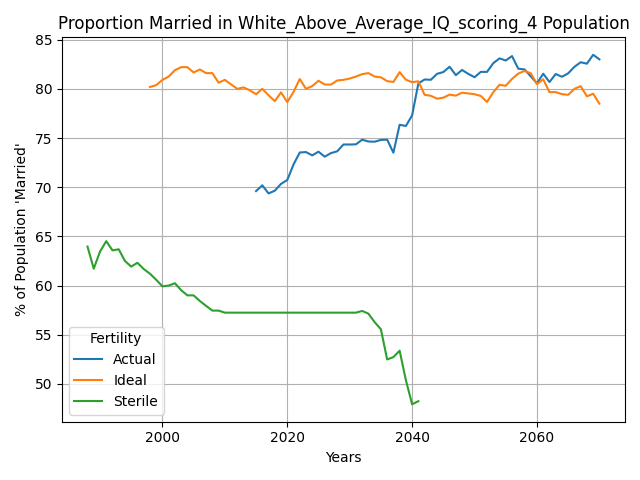 Proportion Married in White_Above_Average_IQ_scoring_4 Population
% of Population 'Married'
85
80
75
70
65
60
55
50
Fertility
Actual
Ideal
Sterile
2000
2020
2040
2060
Years